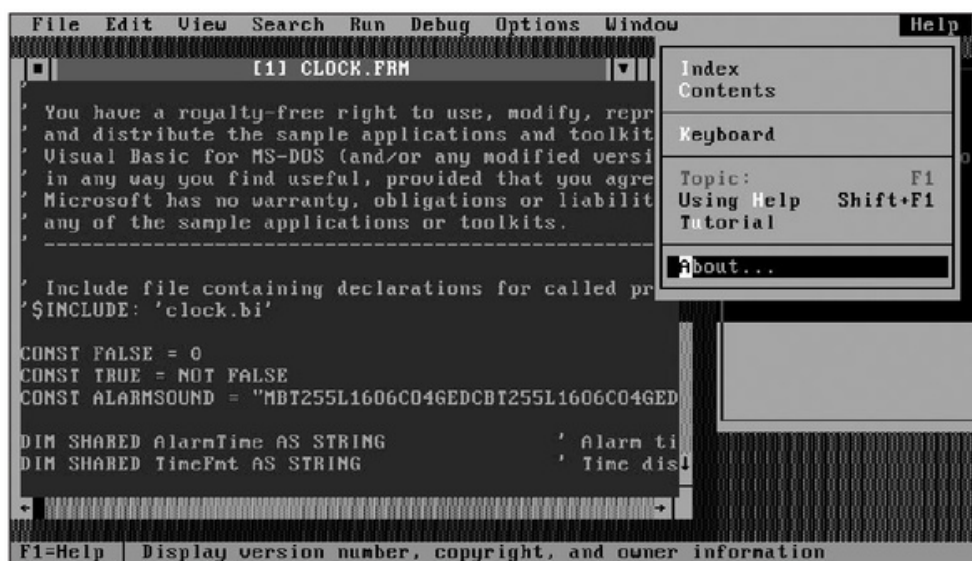 File Edit View Search Run Debug Options Window Help
[1] CLOCK.FRM
'
' You have a royalty-free right to use, modify, repr
' and distribute the sample applications and toolkit
' Visual Basic for MS-DOS (and/or any modified versi
' in any way you find useful, provided that you agre
' Microsoft has no warranty, obligations or liabilit
' any of the sample applications or toolkits.
' ----------------------------------------------------
' Include file containing declarations for called pr
'$INCLUDE: 'clock.bi'
CONST FALSE = 0
CONST TRUE = NOT FALSE
CONST ALARMSOUND = "MBT255L1606CO4GEDCBT255L1606CO4GED
DIM SHARED AlarmTime AS STRING ' Alarm ti
DIM SHARED TimeFmt AS STRING ' Time dis
Index
Contents
Keyboard
Topic: F1
Using Help Shift+F1
Tutorial
About...
F1=Help Display version number, copyright, and owner information